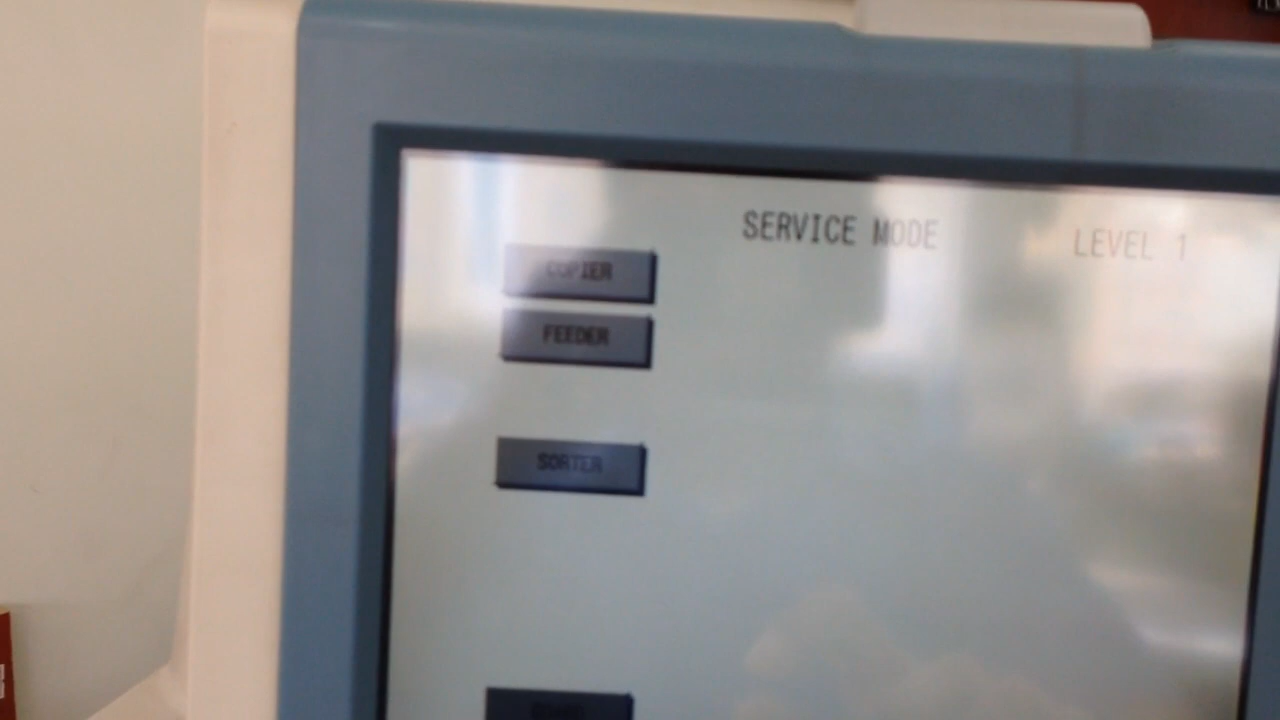 SERVICE MODE
LEVEL 1
COPIER
FEEDER
SORTER